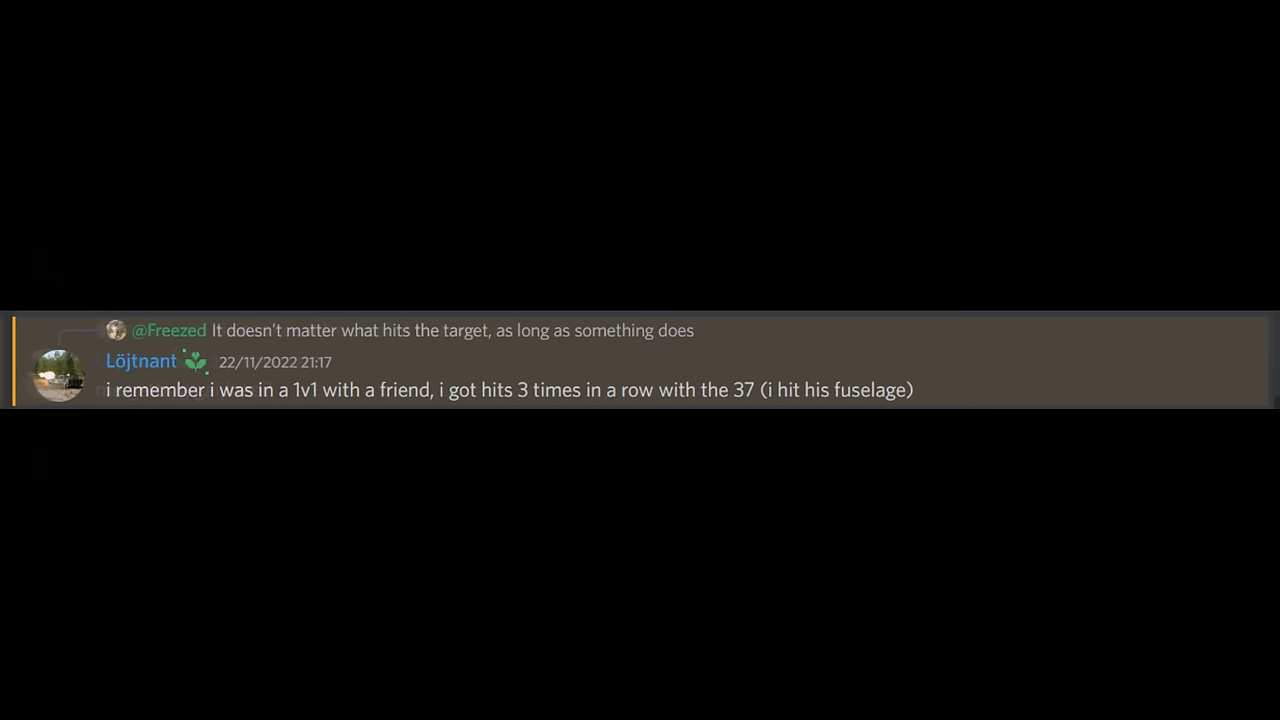 @Freezed It doesn't matter what hits the target, as long as something does
Löjtnant 22/11/2022 21:17
i remember i was in a 1v1 with a friend, i got hits 3 times in a row with the 37 (i hit his fuselage)